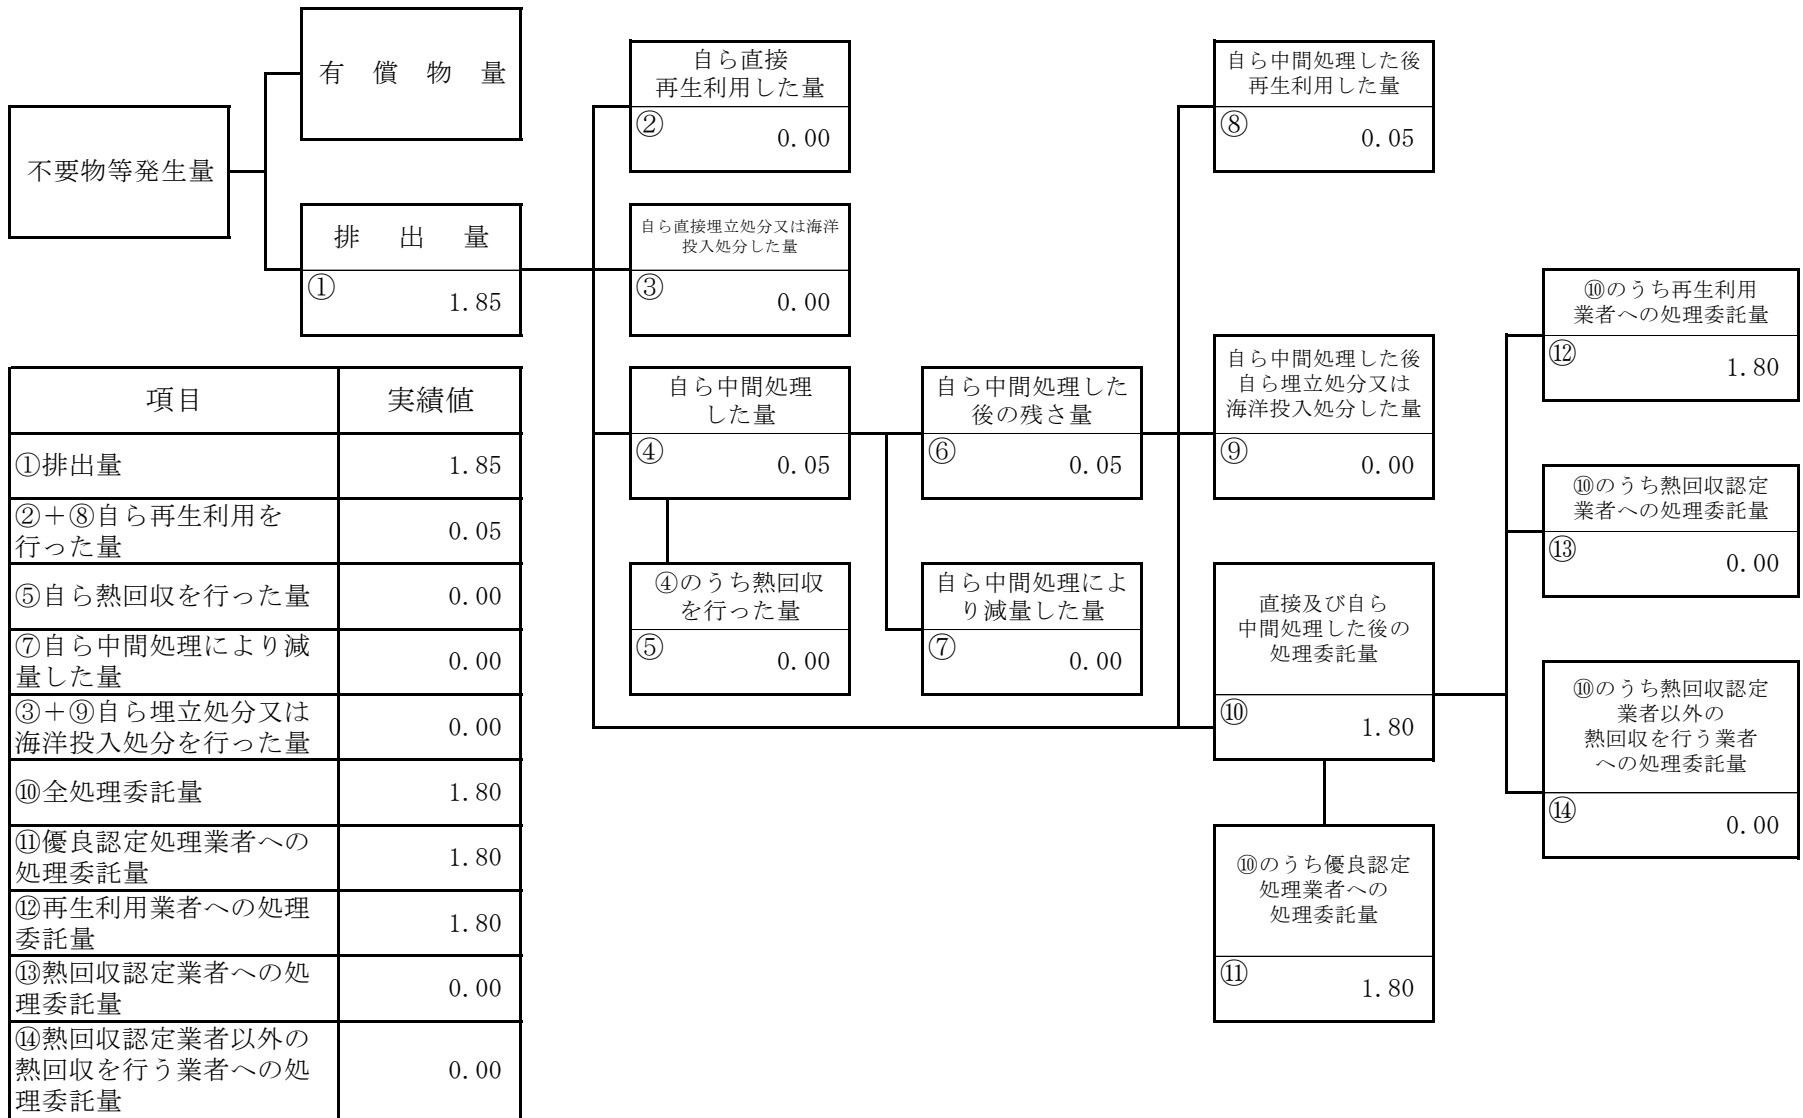 有償物量
不要物等発生量
排出量
①
1.85
自ら直接
再生利用した量
②
0.00
自ら直接埋立処分又は海洋
投入処分した量
③
0.00
自ら中間処理
した量
④
0.05
④のうち熱回収
を行った量
⑤
0.00
自ら中間処理した
後の残さ量
⑥
0.05
自ら中間処理によ
り減量した量
⑦
0.00
自ら中間処理した後
再生利用した量
⑧
0.05
自ら中間処理した後
自ら埋立処分又は
海洋投入処分した量
⑨
0.00
直接及び自ら
中間処理した後の
処理委託量
⑩
1.80
⑩のうち優良認定
処理業者への
処理委託量
⑪
1.80
⑩のうち再生利用
業者への処理委託量
⑫
1.80
⑩のうち熱回収認定
業者への処理委託量
⑬
0.00
⑩のうち熱回収認定
業者以外の
熱回収を行う業者
への処理委託量
⑭
0.00
項目 実績値
①排出量 1.85
②+⑧自ら再生利用を
行った量 0.05
⑤自ら熱回収を行った量 0.00
⑦自ら中間処理により減
量した量 0.00
③+⑨自ら埋立処分又は
海洋投入処分を行った量 0.00
⑩全処理委託量 1.80
⑪優良認定処理業者への
処理委託量 1.80
⑫再生利用業者への処理
委託量 1.80
⑬熱回収認定業者への処
理委託量 0.00
⑭熱回収認定業者以外の
熱回収を行う業者への処
理委託量 0.00